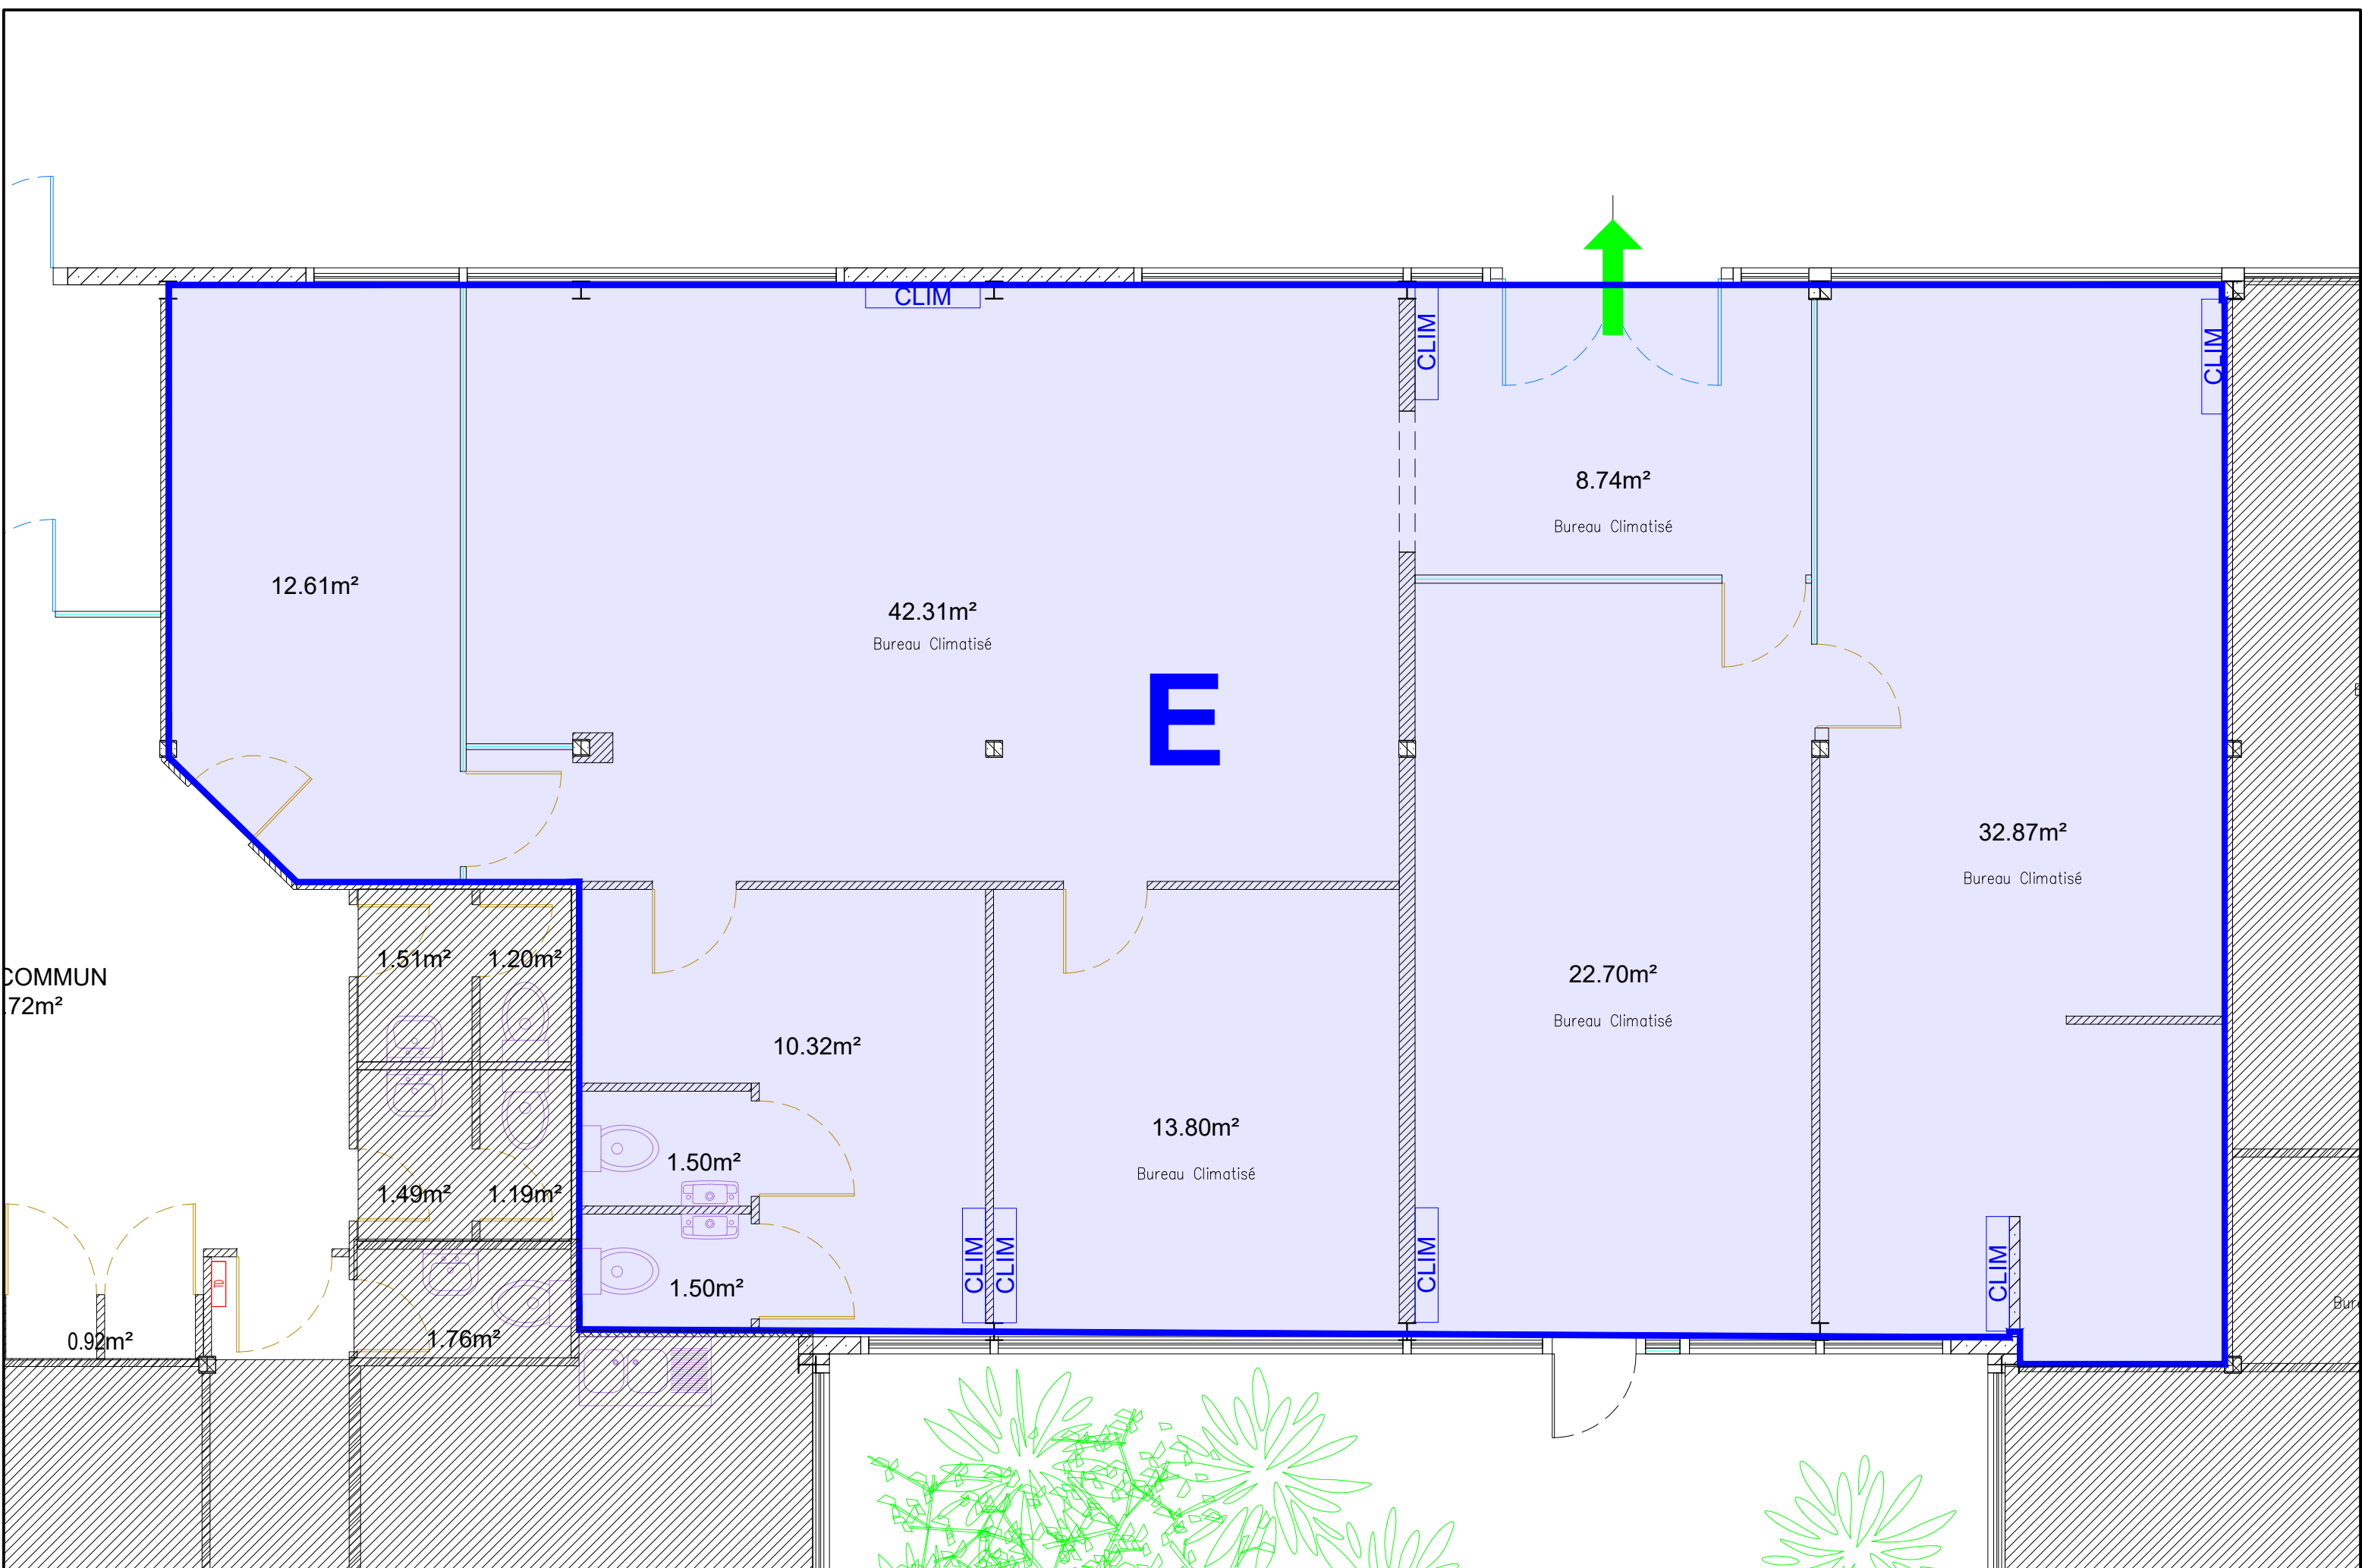 CLIM
CLIM
CLIM
8.74m²
Bureau Climatisé
12.61m²
42.31m²
Bureau Climatisé
E
32.87m²
Bureau Climatisé
1.51m²
1.20m²
COMMUN
.72m²
22.70m²
Bureau Climatisé
10.32m²
13.80m²
Bureau Climatisé
1.50m²
1.49m²
1.19m²
CLIM
CLIM
CLIM
CLIM
1.50m²
TD
0.92m²
1.76m²
Bur